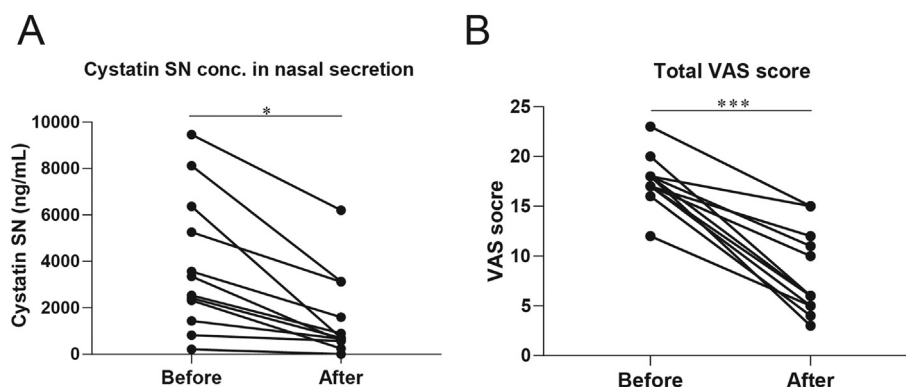 A
Cystatin SN conc. in nasal secretion
*
Cystatin SN (ng/mL)
10000
8000
6000
4000
2000
0
Before
After
B
Total VAS score
***
VAS socre
25
20
15
10
5
0
Before
After